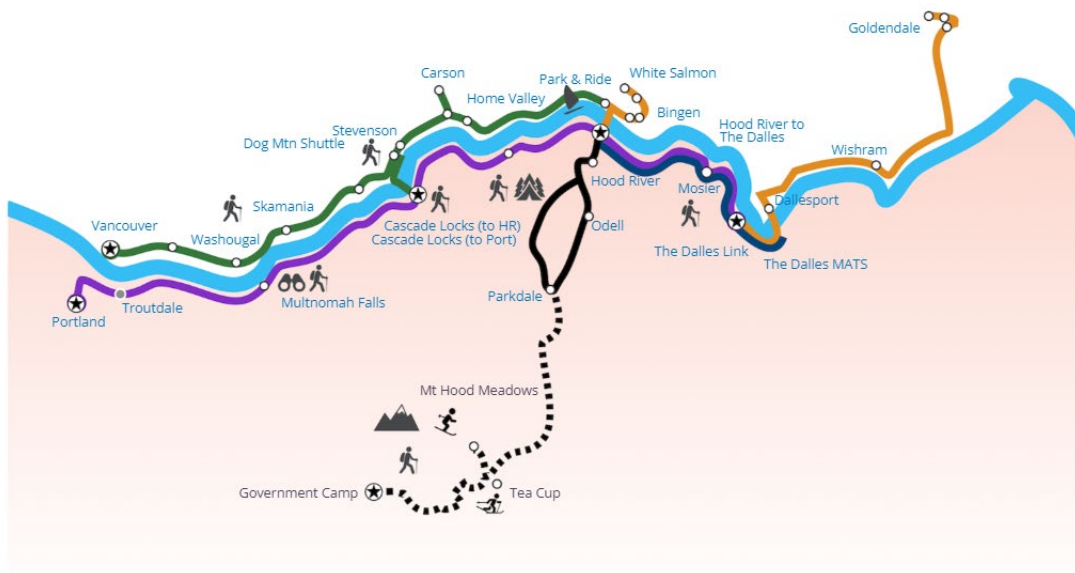 Goldendale
Carson
Park & Ride
White Salmon
Home Valley
Bingen
Stevenson
Hood River to
The Dalles
Dog Mtn Shuttle
Wishram
Hood River
Mosier
Dallesport
Skamania
Vancouver
Washougal
Cascade Locks (to HR)
Cascade Locks (to Port)
Odell
The Dalles Link
The Dalles MATS
Parkdale
Multnomah Falls
Troutdale
Portland
Mt Hood Meadows
Government Camp
Tea Cup